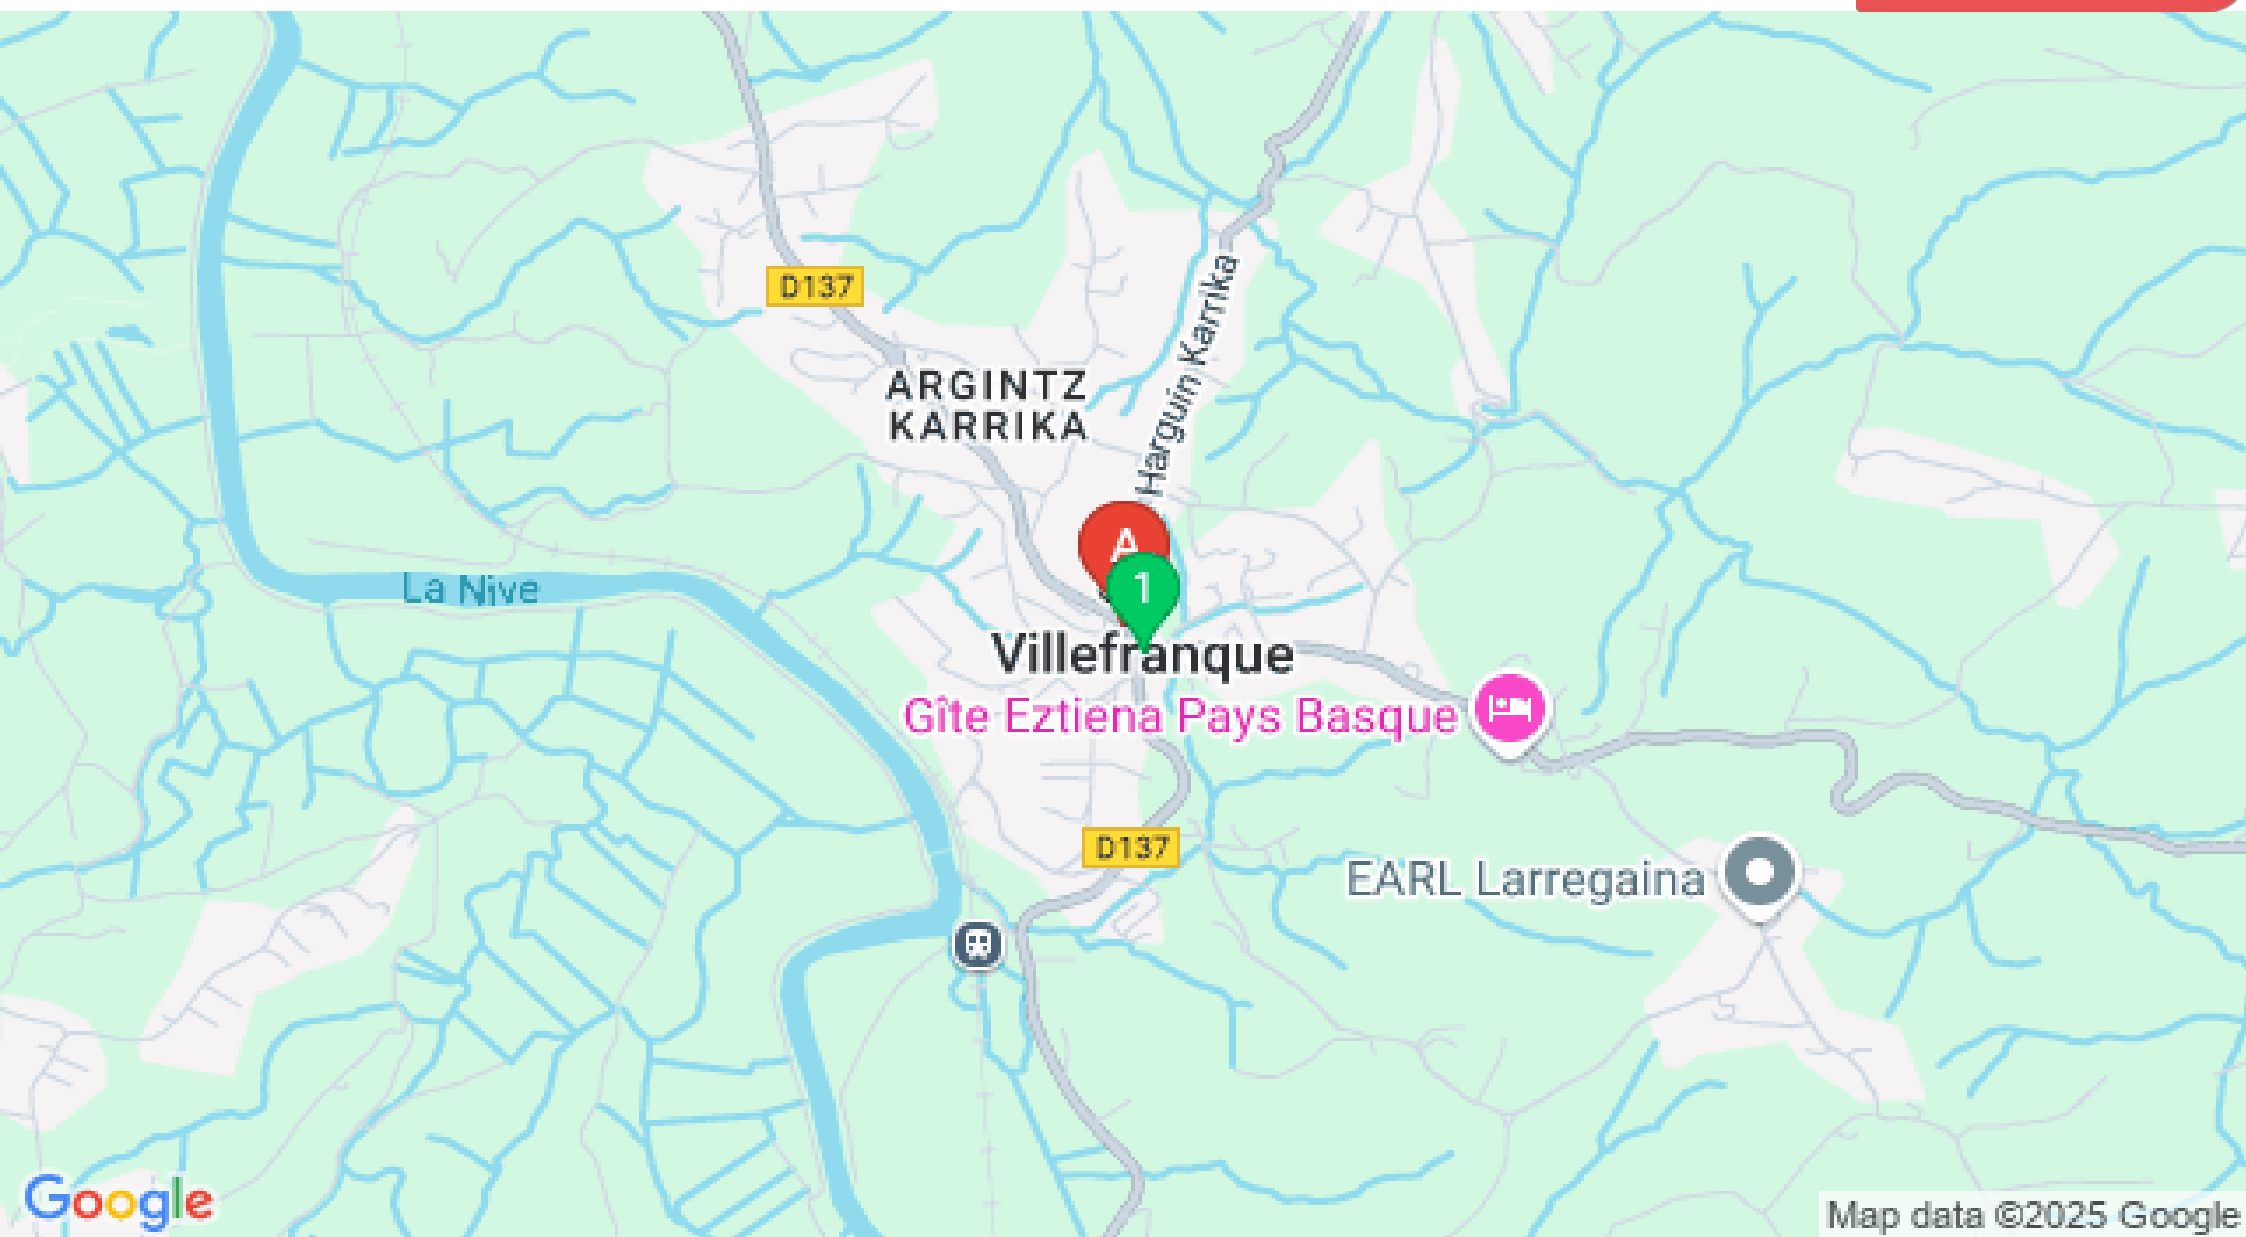 D137
ARGINTZ
KARRIKA
Harguin Karrika
A
1
La Nive
Villefranque
Gîte Eztiena Pays Basque
D137
EARL Larregaina
Google
Map data ©2025 Google